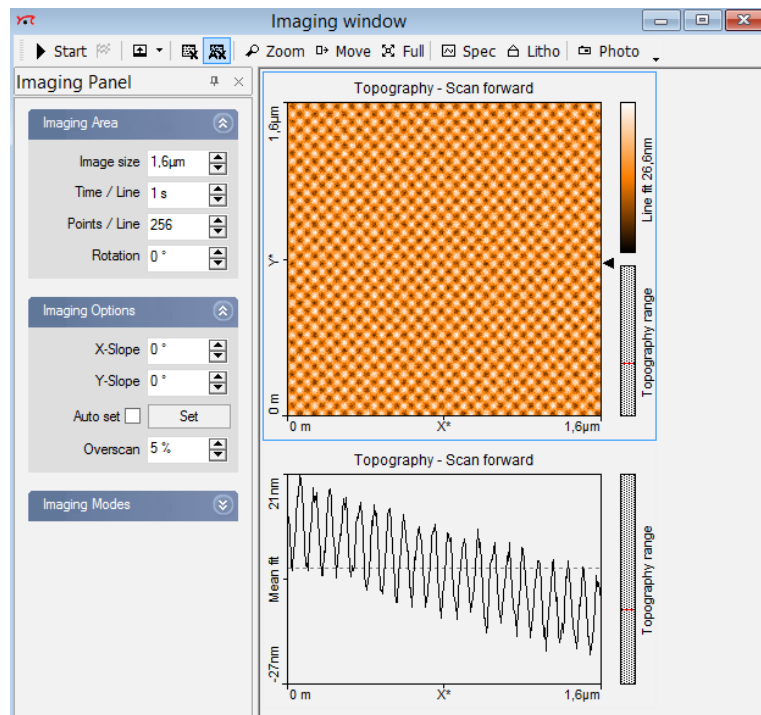 Imaging window
Start Zoom Move Full Spec Litho Photo
Imaging Panel
Imaging Area
Image size 1,6µm
Time / Line 1 s
Points / Line 256
Rotation 0 °
Imaging Options
X-Slope 0 °
Y-Slope 0 °
Auto set Set
Overscan 5 %
Imaging Modes
Topography - Scan forward
1,6µm
Y*
0 m
0 m X* 1,6µm
Line fit 26,6nm
Topography range
Topography - Scan forward
21nm
Mean fit
-27nm
0 m X* 1,6µm
Topography range